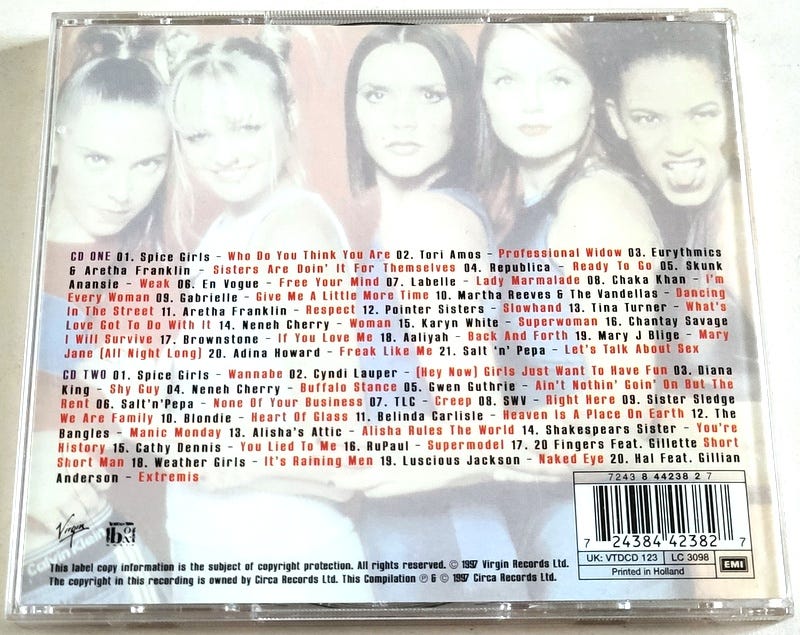 CD ONE 01. Spice Girls - Who Do You Think You Are 02. Tori Amos - Professional Widow 03. Eurythmics
& Aretha Franklin - Sisters Are Doin' It For Themselves 04. Republica - Ready To Go 05. Skunk
Anansie - Weak 06. En Vogue - Free Your Mind 07. Labelle - Lady Marmalade 08. Chaka Khan - I'm
Every Woman 09. Gabrielle - Give Me A Little More Time 10. Martha Reeves & The Vandellas - Dancing
In The Street 11. Aretha Franklin - Respect 12. Pointer Sisters - Slowhand 13. Tina Turner - What's
Love Got To Do With It 14. Neneh Cherry - Woman 15. Karyn White - Superwoman 16. Chantay Savage
I Will Survive 17. Brownstone - If You Love Me 18. Aaliyah - Back And Forth 19. Mary J Blige - Mary
Jane (All Night Long) 20. Adina Howard - Freak Like Me 21. Salt 'n' Pepa - Let's Talk About Sex
CD TWO 01. Spice Girls - Wannabe 02. Cyndi Lauper - (Hey Now) Girls Just Want To Have Fun 03. Diana
King - Shy Guy 04. Neneh Cherry - Buffalo Stance 05. Gwen Guthrie - Ain't Nothin' Goin' On But The
Rent 06. Salt'n'Pepa - None Of Your Business 07. TLC - Creep 08. SWV - Right Here 09. Sister Sledge
We Are Family 10. Blondie - Heart Of Glass 11. Belinda Carlisle - Heaven Is A Place On Earth 12. The
Bangles - Manic Monday 13. Alisha's Attic - Alisha Rules The World 14. Shakespears Sister - You're
History 15. Cathy Dennis - You Lied To Me 16. RuPaul - Supermodel 17. 20 Fingers Feat. Gillette Short
Short Man 18. Weather Girls - It's Raining Men 19. Luscious Jackson - Naked Eye 20. Hal Feat. Gillian
Anderson - Extremis
7243 8 44238 2 7
7 24384 42382 7
UK: VTDCD 123 LC 3098 EMI
Printed in Holland
Virgin
Calvin Klein
This label copy information is the subject of copyright protection. All rights reserved. © 1997 Virgin Records Ltd.
The copyright in this recording is owned by Circa Records Ltd. This Compilation ℗ & © 1997 Circa Records Ltd.